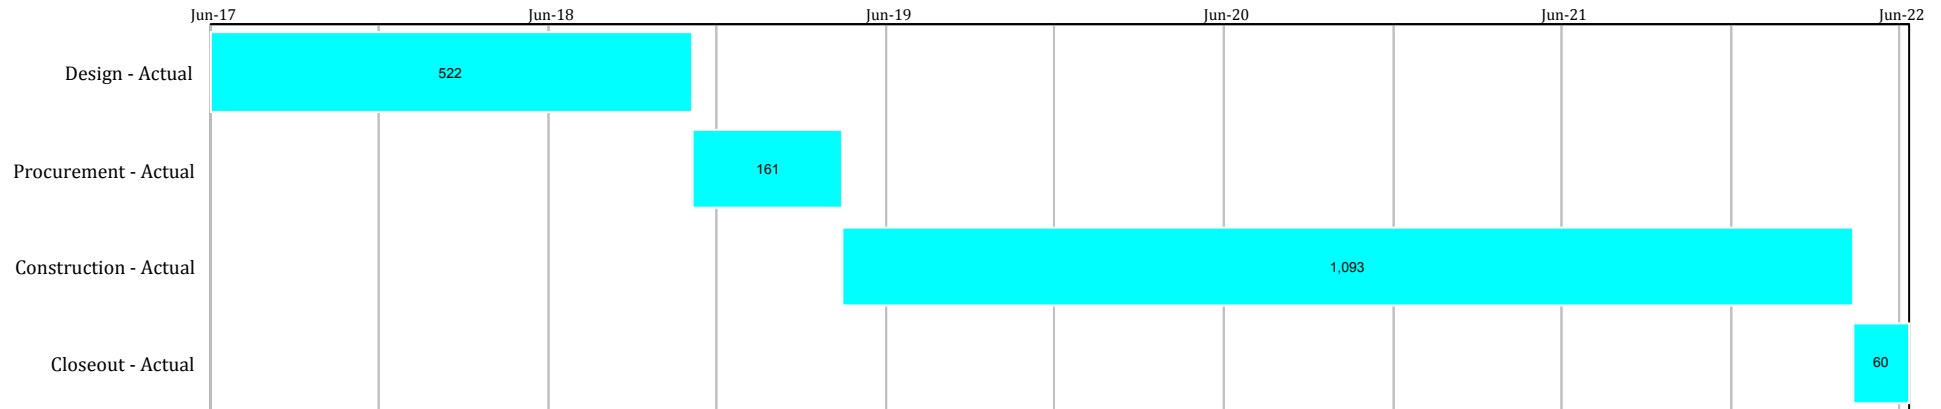 Jun-17 Jun-18 Jun-19 Jun-20 Jun-21 Jun-22
Design - Actual 522
Procurement - Actual 161
Construction - Actual 1,093
Closeout - Actual 60